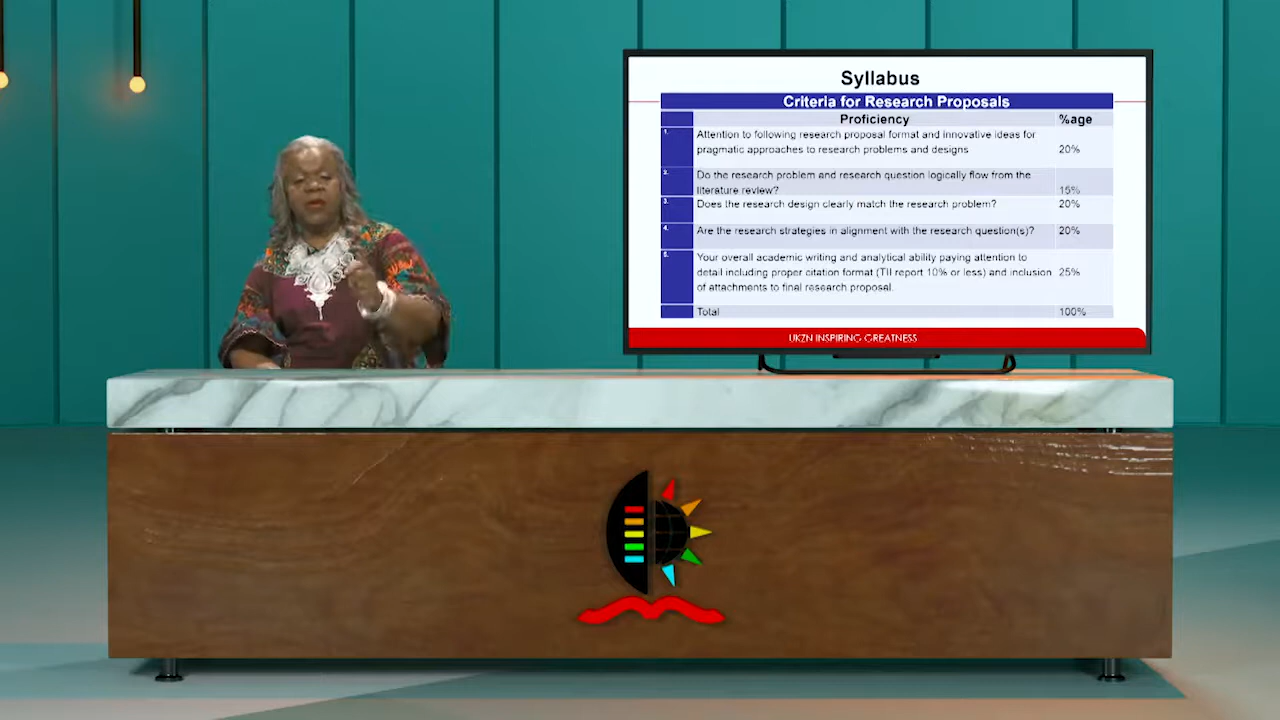 Syllabus
Criteria for Research Proposals
Proficiency %age
1. Attention to following research proposal format and innovative ideas for
pragmatic approaches to research problems and designs 20%
2. Do the research problem and research question logically flow from the
literature review? 15%
3. Does the research design clearly match the research problem? 20%
4. Are the research strategies in alignment with the research question(s)? 20%
5. Your overall academic writing and analytical ability paying attention to
detail including proper citation format (TII report 10% or less) and inclusion 25%
of attachments to final research proposal.
Total 100%
UKZN INSPIRING GREATNESS